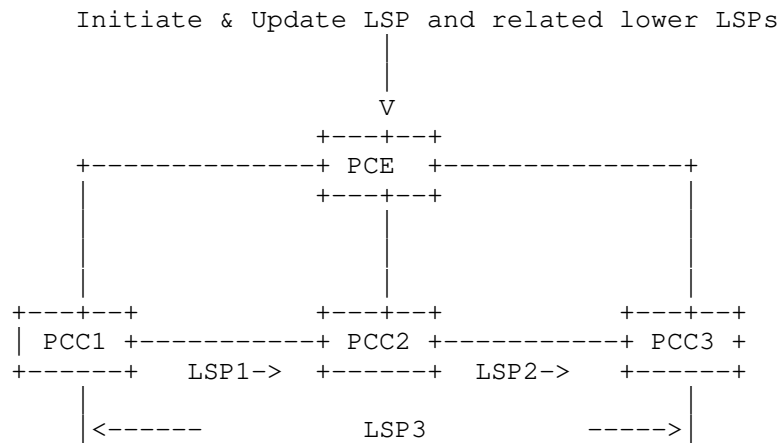 Initiate & Update LSP and related lower LSPs
V
PCE
PCC1 PCC2 PCC3
LSP1-> LSP2->
<------ LSP3 ----->